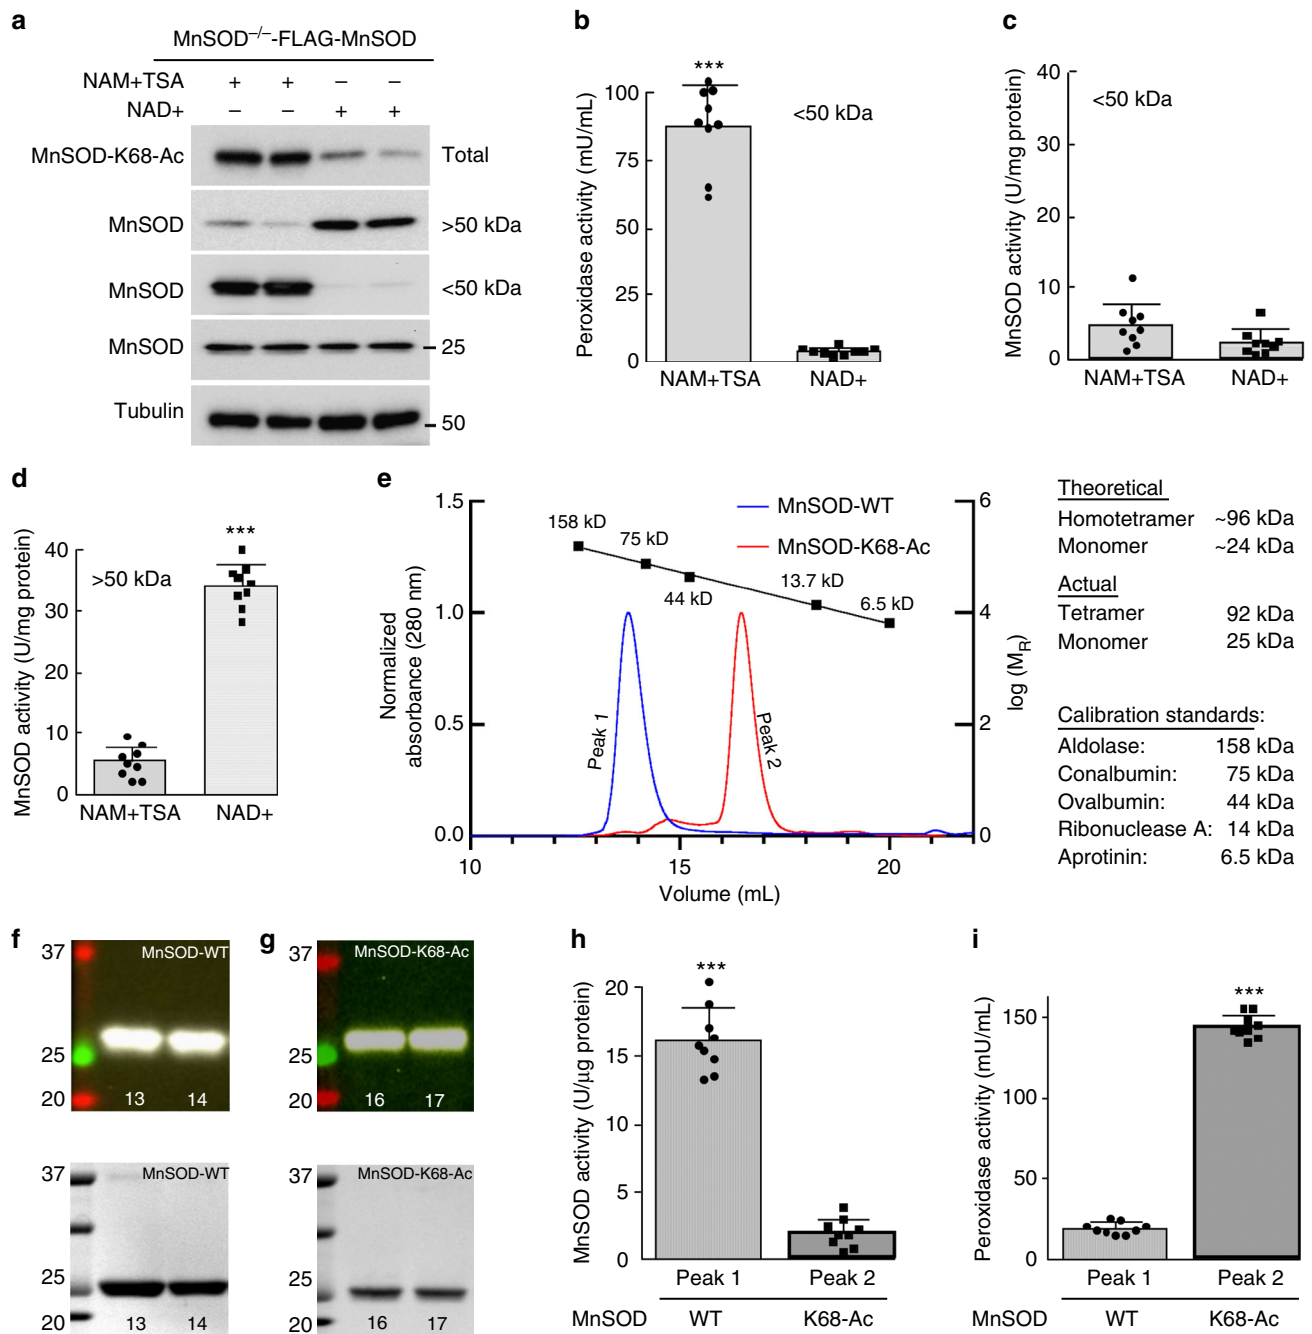 a
MnSOD–/–-FLAG-MnSOD
NAM+TSA + + – –
NAD+ – – + +
MnSOD-K68-Ac Total
MnSOD >50 kDa
MnSOD <50 kDa
MnSOD 25
Tubulin 50
b
Peroxidase activity (mU/mL)
100
75
50
25
0
***
<50 kDa
NAM+TSA NAD+
c
MnSOD activity (U/mg protein)
40
30
20
10
0
<50 kDa
NAM+TSA NAD+
d
MnSOD activity (U/mg protein)
40
30
20
10
0
>50 kDa
***
NAM+TSA NAD+
e
Normalized
absorbance (280 nm)
1.5
1.0
0.5
0.0
MnSOD-WT
MnSOD-K68-Ac
158 kD
75 kD
44 kD
13.7 kD
6.5 kD
Peak 1
Peak 2
6
4
2
0
log (MR)
10 15 20
Volume (mL)
Theoretical
Homotetramer ~96 kDa
Monomer ~24 kDa
Actual
Tetramer 92 kDa
Monomer 25 kDa
Calibration standards:
Aldolase: 158 kDa
Conalbumin: 75 kDa
Ovalbumin: 44 kDa
Ribonuclease A: 14 kDa
Aprotinin: 6.5 kDa
f
37
25
20
MnSOD-WT
13 14
37
25
20
MnSOD-WT
13 14
g
37
25
20
MnSOD-K68-Ac
16 17
37
25
20
MnSOD-K68-Ac
16 17
h
MnSOD activity (U/µg protein)
20
15
10
5
0
***
Peak 1 Peak 2
MnSOD WT K68-Ac
i
Peroxidase activity (mU/mL)
150
100
50
0
***
Peak 1 Peak 2
MnSOD WT K68-Ac